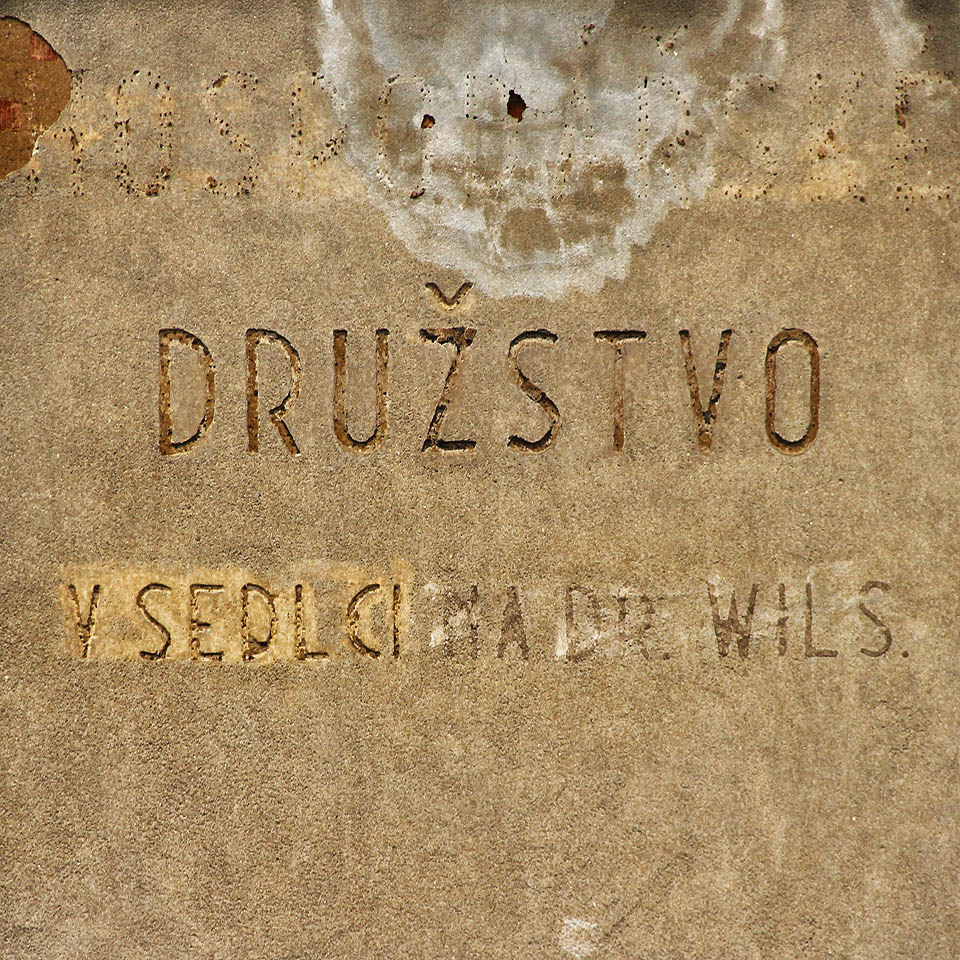 DRUŽSTVO
V SEDLCI NA DR. WILS.